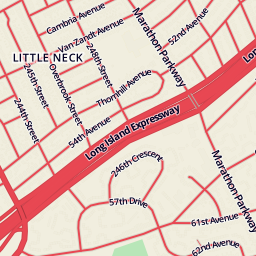 Cambria Avenue
Marathon Parkway
52nd Avenue
Van Zandt Avenue
LITTLE NECK
248th Street
245th Street
Overbrook Street
Thornhill Avenue
244th Street
54th Avenue
Long Island Expressway
Lon
246th Crescent
Marathon Parkway
57th Drive
61st Avenue
62nd Avenue